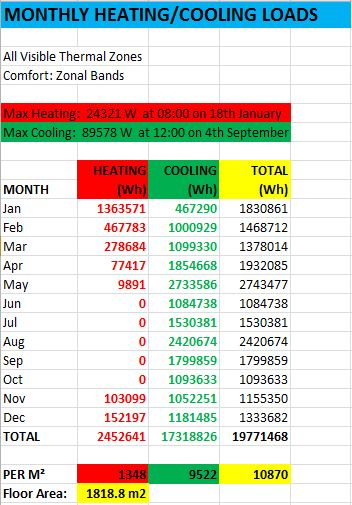 MONTHLY HEATING/COOLING LOADS
All Visible Thermal Zones
Comfort: Zonal Bands
Max Heating: 24321 W at 08:00 on 18th January
Max Cooling: 89578 W at 12:00 on 4th September
HEATING COOLING TOTAL
MONTH (Wh) (Wh) (Wh)
Jan 1363571 467290 1830861
Feb 467783 1000929 1468712
Mar 278684 1099330 1378014
Apr 77417 1854668 1932085
May 9891 2733586 2743477
Jun 0 1084738 1084738
Jul 0 1530381 1530381
Aug 0 2420674 2420674
Sep 0 1799859 1799859
Oct 0 1093633 1093633
Nov 103099 1052251 1155350
Dec 152197 1181485 1333682
TOTAL 2452641 17318826 19771468
PER M² 1348 9522 10870
Floor Area: 1818.8 m2